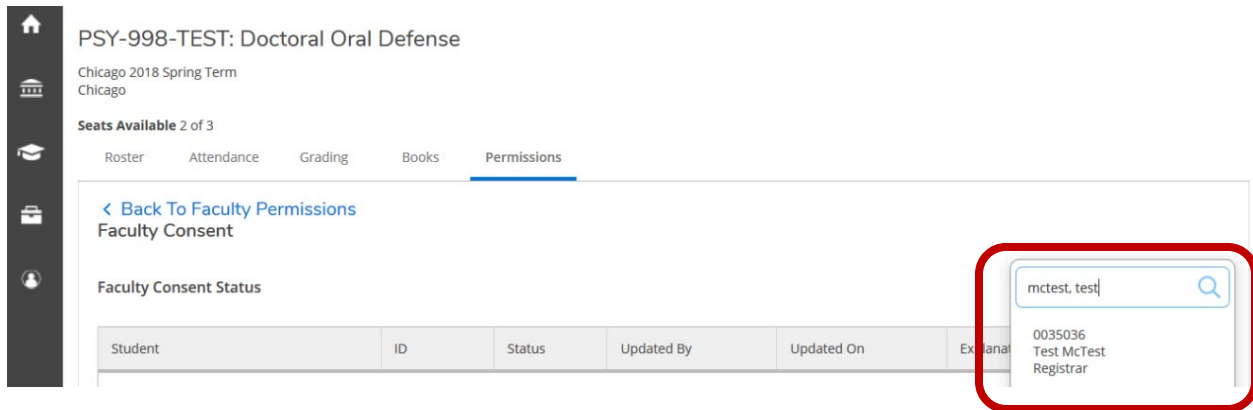 PSY-998-TEST: Doctoral Oral Defense
Chicago 2018 Spring Term
Chicago
Seats Available 2 of 3
Roster Attendance Grading Books Permissions
< Back To Faculty Permissions
Faculty Consent
Faculty Consent Status
mctest, test
Student ID Status Updated By Updated On
0035036
Test McTest
Registrar